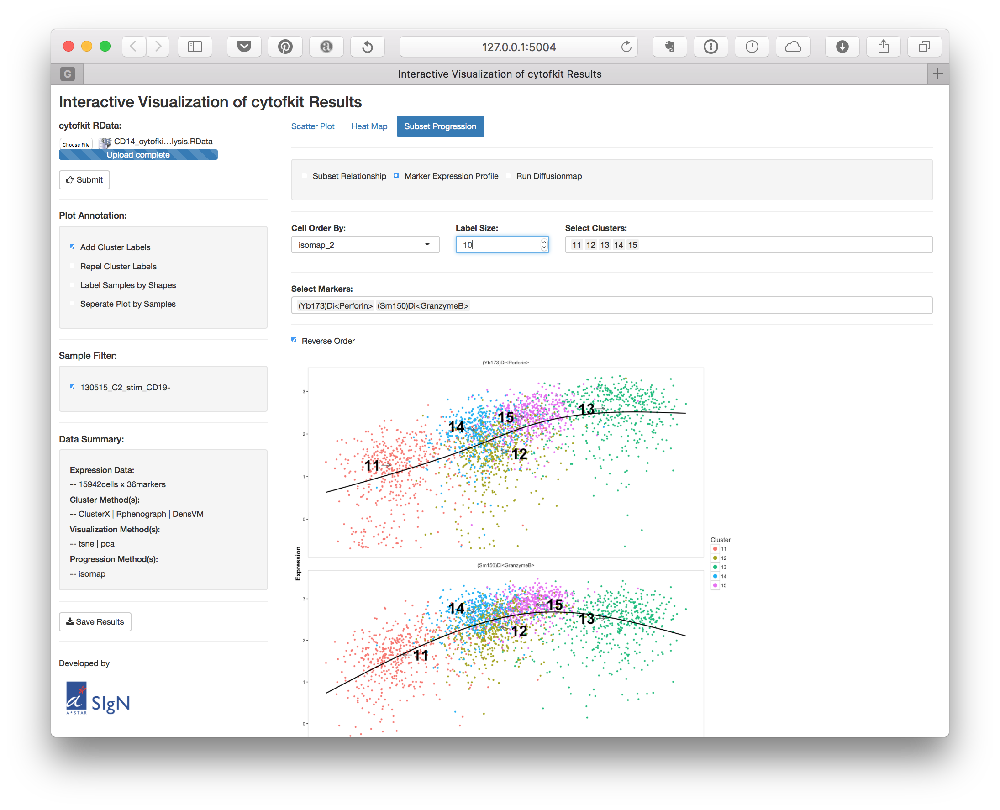 127.0.0.1:5004
G
Interactive Visualization of cytofkit Results
Interactive Visualization of cytofkit Results
cytofkit RData:
Choose File CD14_cytofki...lysis.RData
Upload complete
Submit
Plot Annotation:
Add Cluster Labels
Repel Cluster Labels
Label Samples by Shapes
Seperate Plot by Samples
Sample Filter:
130515_C2_stim_CD19-
Data Summary:
Expression Data:
-- 15942cells x 36markers
Cluster Method(s):
-- ClusterX | Rphenograph | DensVM
Visualization Method(s):
-- tsne | pca
Progression Method(s):
-- isomap
Save Results
Developed by
a
A*STAR
SIgN
Scatter Plot Heat Map Subset Progression
Subset Relationship Marker Expression Profile Run Diffusionmap
Cell Order By: Label Size: Select Clusters:
isomap_2 10 11 12 13 14 15
Select Markers:
(Yb173)Di<Perforin> (Sm150)Di<GranzymeB>
Reverse Order
(Yb173)Di<Perforin>
3
2
1
0
13
15
14
12
11
Expression
(Sm150)Di<GranzymeB>
3
2
1
0
15
14
13
12
11
Cluster
11
12
13
14
15